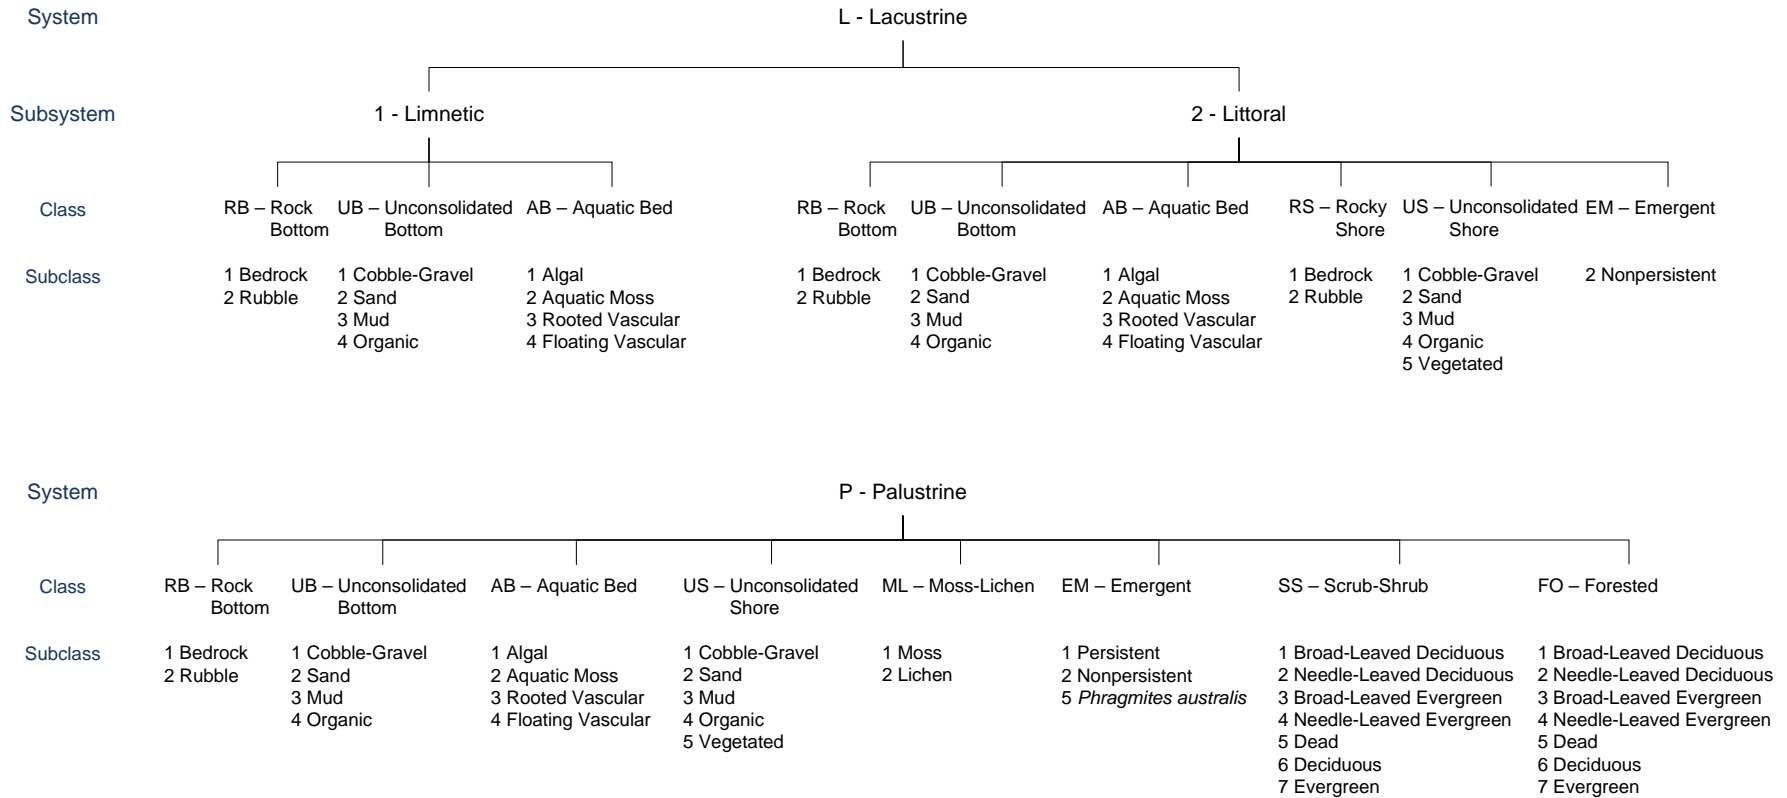 System
L - Lacustrine
Subsystem
1 - Limnetic
2 - Littoral
Class
RB – Rock
Bottom
UB – Unconsolidated
Bottom
AB – Aquatic Bed
RB – Rock
Bottom
UB – Unconsolidated
Bottom
AB – Aquatic Bed
RS – Rocky
Shore
US – Unconsolidated
Shore
EM – Emergent
Subclass
1 Bedrock
2 Rubble
1 Cobble-Gravel
2 Sand
3 Mud
4 Organic
1 Algal
2 Aquatic Moss
3 Rooted Vascular
4 Floating Vascular
1 Bedrock
2 Rubble
1 Cobble-Gravel
2 Sand
3 Mud
4 Organic
1 Algal
2 Aquatic Moss
3 Rooted Vascular
4 Floating Vascular
1 Bedrock
2 Rubble
1 Cobble-Gravel
2 Sand
3 Mud
4 Organic
5 Vegetated
2 Nonpersistent
System
P - Palustrine
Class
RB – Rock
Bottom
UB – Unconsolidated
Bottom
AB – Aquatic Bed
US – Unconsolidated
Shore
ML – Moss-Lichen
EM – Emergent
SS – Scrub-Shrub
FO – Forested
Subclass
1 Bedrock
2 Rubble
1 Cobble-Gravel
2 Sand
3 Mud
4 Organic
1 Algal
2 Aquatic Moss
3 Rooted Vascular
4 Floating Vascular
1 Cobble-Gravel
2 Sand
3 Mud
4 Organic
5 Vegetated
1 Moss
2 Lichen
1 Persistent
2 Nonpersistent
5 Phragmites australis
1 Broad-Leaved Deciduous
2 Needle-Leaved Deciduous
3 Broad-Leaved Evergreen
4 Needle-Leaved Evergreen
5 Dead
6 Deciduous
7 Evergreen
1 Broad-Leaved Deciduous
2 Needle-Leaved Deciduous
3 Broad-Leaved Evergreen
4 Needle-Leaved Evergreen
5 Dead
6 Deciduous
7 Evergreen